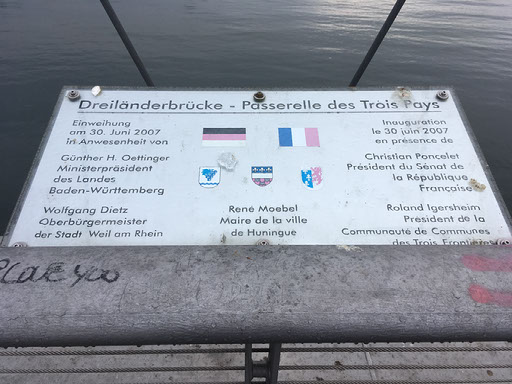 Dreiländerbrücke - Passerelle des Trois Pays
Einweihung
am 30. Juni 2007
in Anwesenheit von
Günther H. Oettinger
Ministerpräsident
des Landes
Baden-Württemberg
Wolfgang Dietz
Oberbürgermeister
der Stadt Weil am Rhein
René Moebel
Maire de la ville
de Huningue
Inauguration
le 30 juin 2007
en présence de
Christian Poncelet
Président du Sénat de
la République
Française
Roland Igersheim
President de la
Communauté de Communes
des Trois Frontières
you